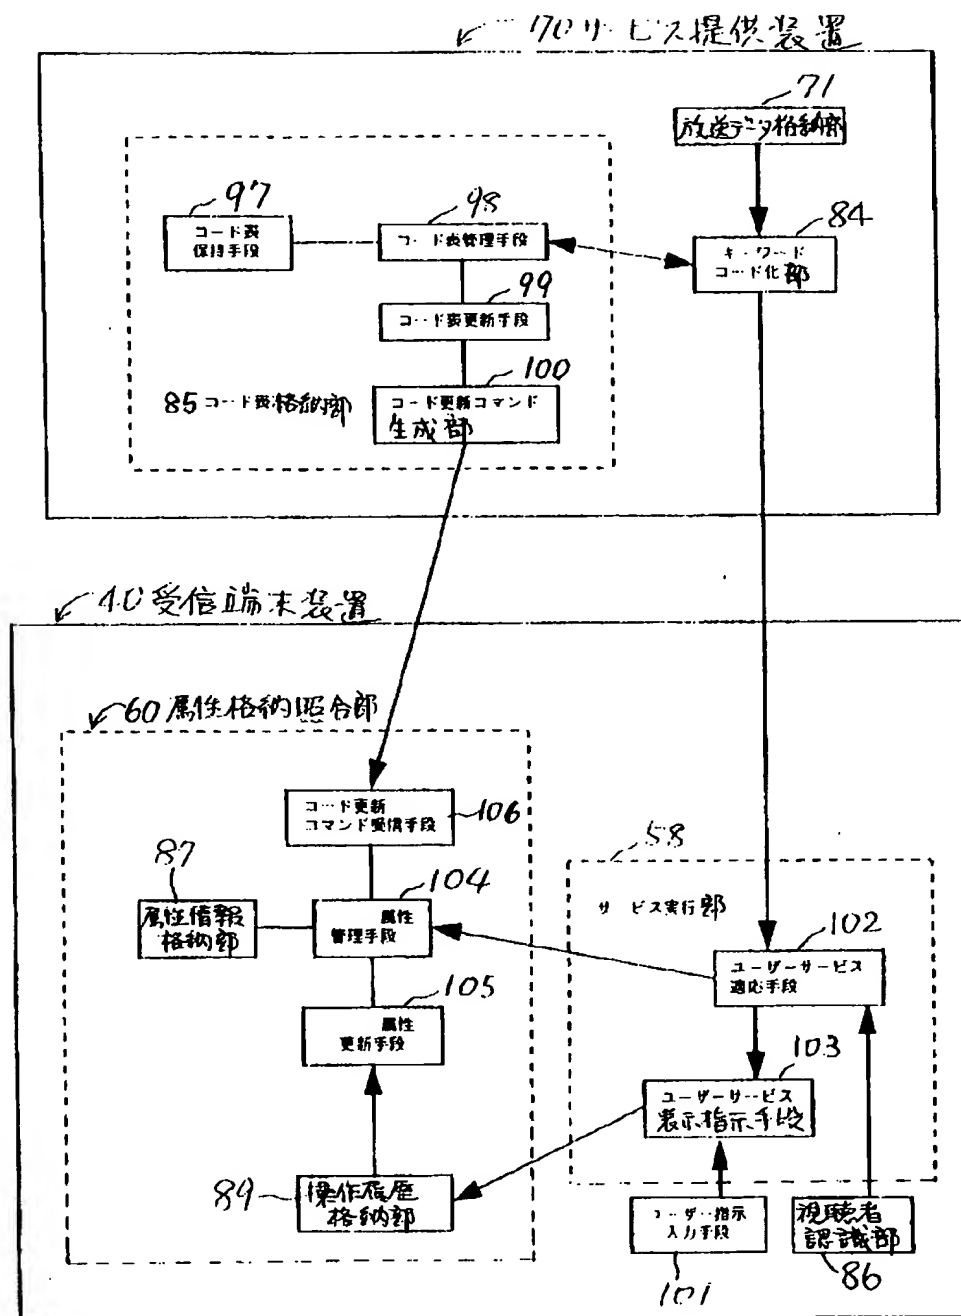 70サービス提供装置
71
放送データ格納部
97
コード表
保持手段
98
コード表管理手段
84
キーワード
コード化部
99
コード表更新手段
100
85コード表格納部
コード更新コマンド
生成部
40受信端末装置
60属性格納照合部
コード更新
コマンド受信手段
106
58
サービス実行部
87
属性情報
格納部
104
属性
管理手段
102
ユーザーサービス
適応手段
105
属性
更新手段
103
ユーザーサービス
表示指示手段
89
操作履歴
格納部
ユーザー指示
入力手段
101
視聴者
認識部
86